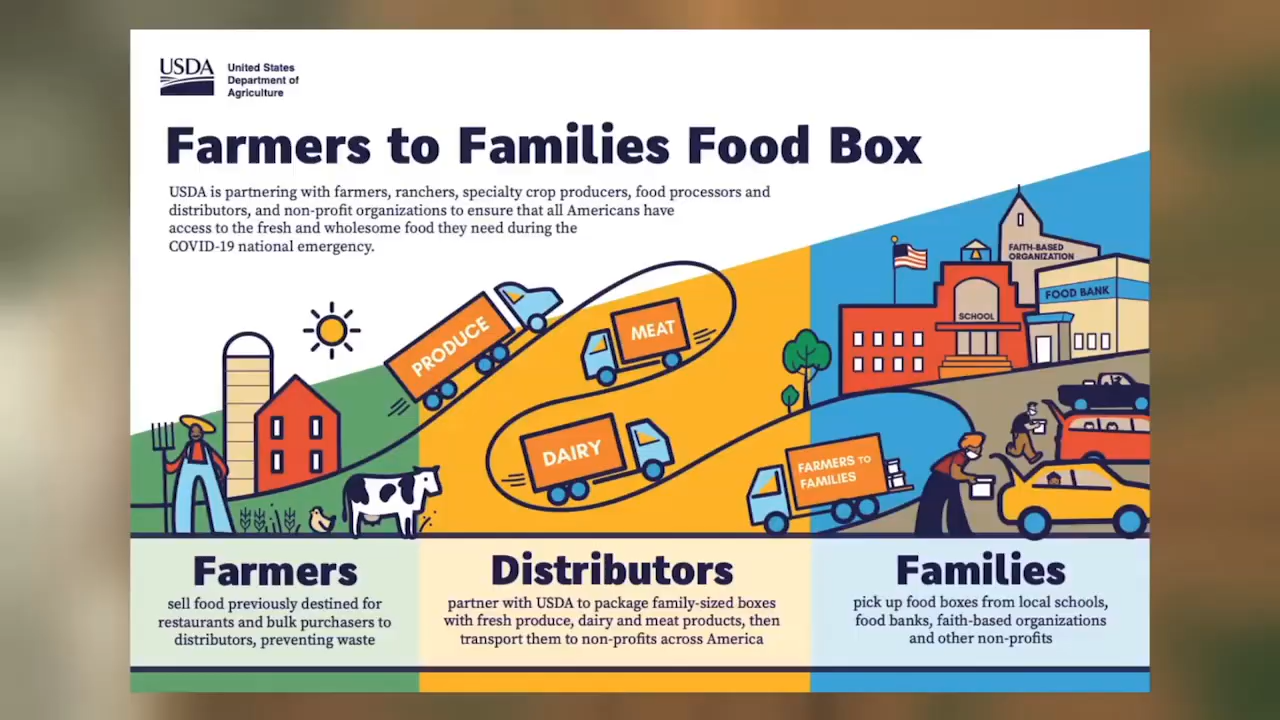 USDA
United States
Department of
Agriculture
Farmers to Families Food Box
USDA is partnering with farmers, ranchers, specialty crop producers, food processors and
distributors, and non-profit organizations to ensure that all Americans have
access to the fresh and wholesome food they need during the
COVID-19 national emergency.
FAITH-BASED
ORGANIZATION
FOOD BANK
SCHOOL
PRODUCE
MEAT
DAIRY
FARMERS TO
FAMILIES
Farmers
sell food previously destined for
restaurants and bulk purchasers to
distributors, preventing waste
Distributors
partner with USDA to package family-sized boxes
with fresh produce, dairy and meat products, then
transport them to non-profits across America
Families
pick up food boxes from local schools,
food banks, faith-based organizations
and other non-profits